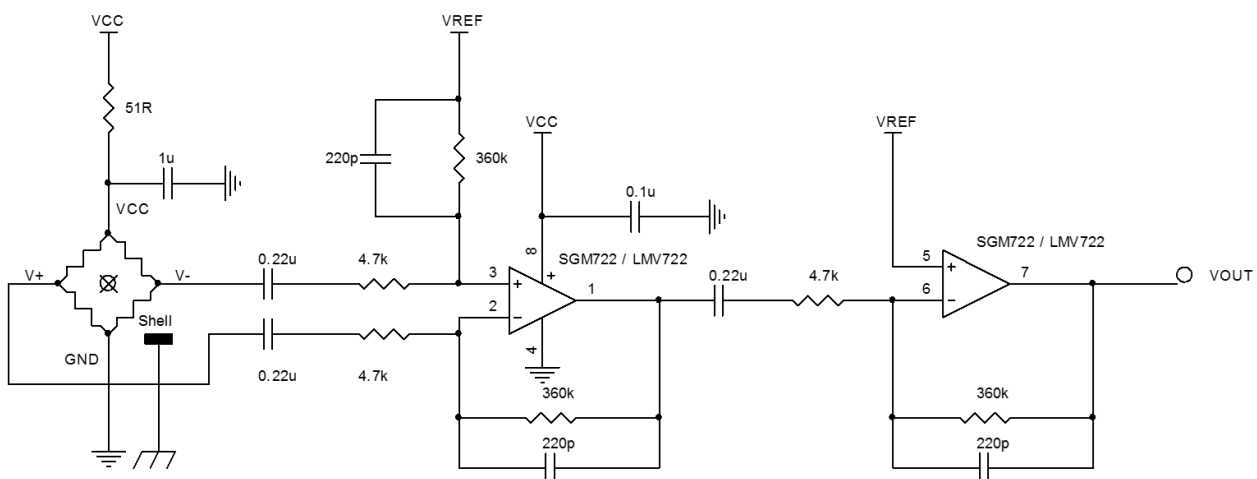 VCC
VREF
51R
1u
VCC
V+
V-
Shell
GND
0.22u
4.7k
0.22u
4.7k
220p
360k
VCC
0.1u
8
+
SGM722 / LMV722
3
+
2
−
1
4
360k
220p
0.22u
4.7k
VREF
SGM722 / LMV722
5
+
6
−
7
VOUT
360k
220p